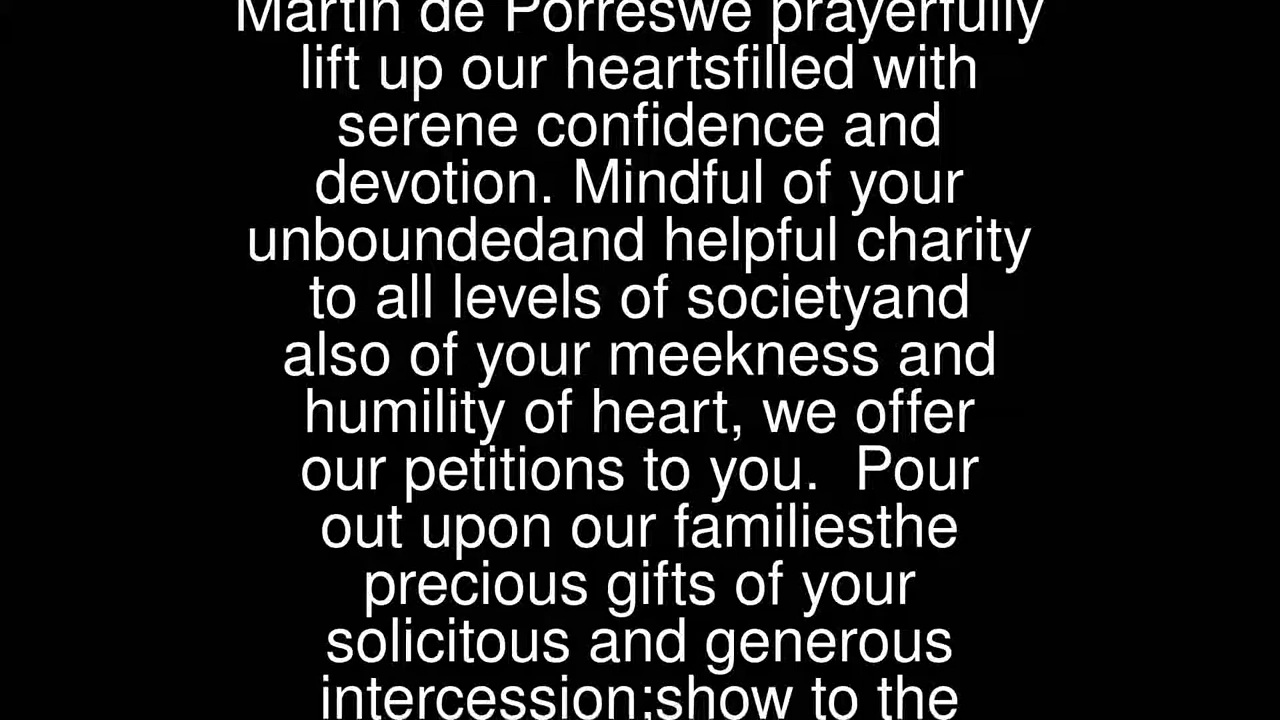 Martin de Porreswe prayerfully
lift up our heartsfilled with
serene confidence and
devotion. Mindful of your
unboundedand helpful charity
to all levels of societyand
also of your meekness and
humility of heart, we offer
our petitions to you.  Pour
out upon our familiesthe
precious gifts of your
solicitous and generous
intercession;show to the